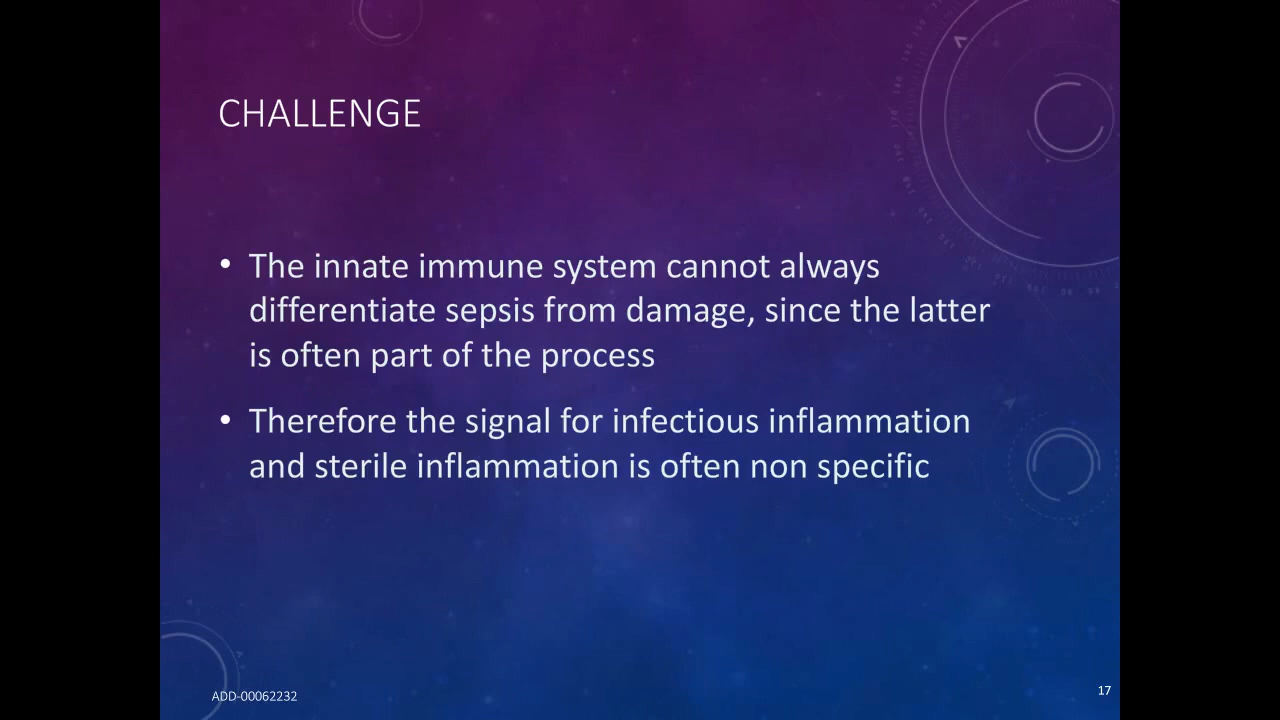 CHALLENGE
• The innate immune system cannot always
differentiate sepsis from damage, since the latter
is often part of the process
• Therefore the signal for infectious inflammation
and sterile inflammation is often non specific
ADD-00062232
17